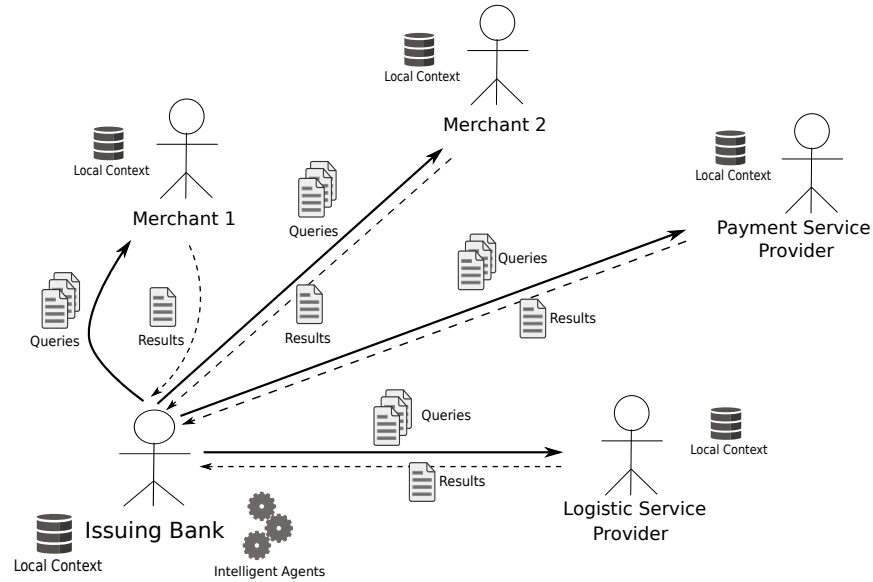 Local Context
Merchant 2
Local Context
Merchant 1
Local Context
Payment Service
Provider
Queries
Queries
Queries
Results
Results
Results
Queries
Results
Local Context
Logistic Service
Provider
Issuing Bank
Local Context
Intelligent Agents